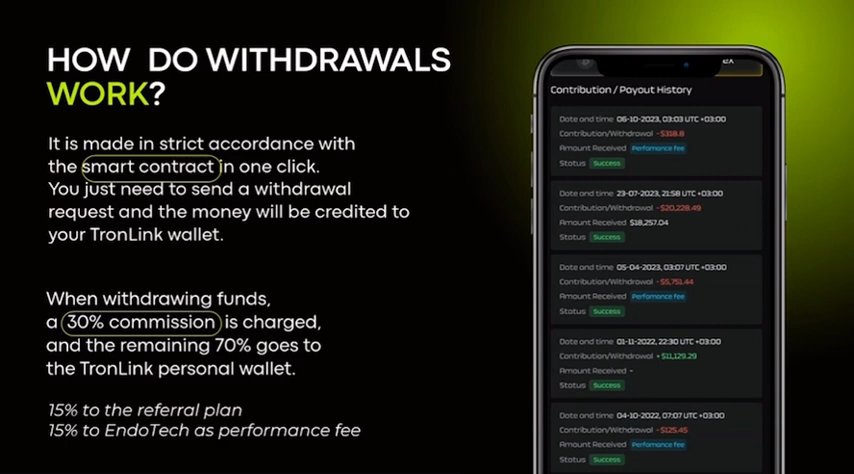 HOW DO WITHDRAWALS
WORK?
It is made in strict accordance with
the smart contract in one click.
You just need to send a withdrawal
request and the money will be credited to
your TronLink wallet.
When withdrawing funds,
a 30% commission is charged,
and the remaining 70% goes to
the TronLink personal wallet.
15% to the referral plan
15% to EndoTech as performance fee
Contribution / Payout History
Date and time 06-10-2023, 03:03 UTC +03:00
Contribution/Withdrawal -$318.8
Amount Received Perfomance fee
Status Success
Date and time 23-07-2023, 21:58 UTC +03:00
Contribution/Withdrawal -$20,228.49
Amount Received $18,257.04
Status Success
Date and time 05-04-2023, 03:07 UTC +03:00
Contribution/Withdrawal -$5,751.44
Amount Received Perfomance fee
Status Success
Date and time 01-11-2022, 22:30 UTC +03:00
Contribution/Withdrawal +$11,129.29
Amount Received -
Status Success
Date and time 04-10-2022, 07:07 UTC +03:00
Contribution/Withdrawal -$125.45
Amount Received Perfomance fee
Status Success